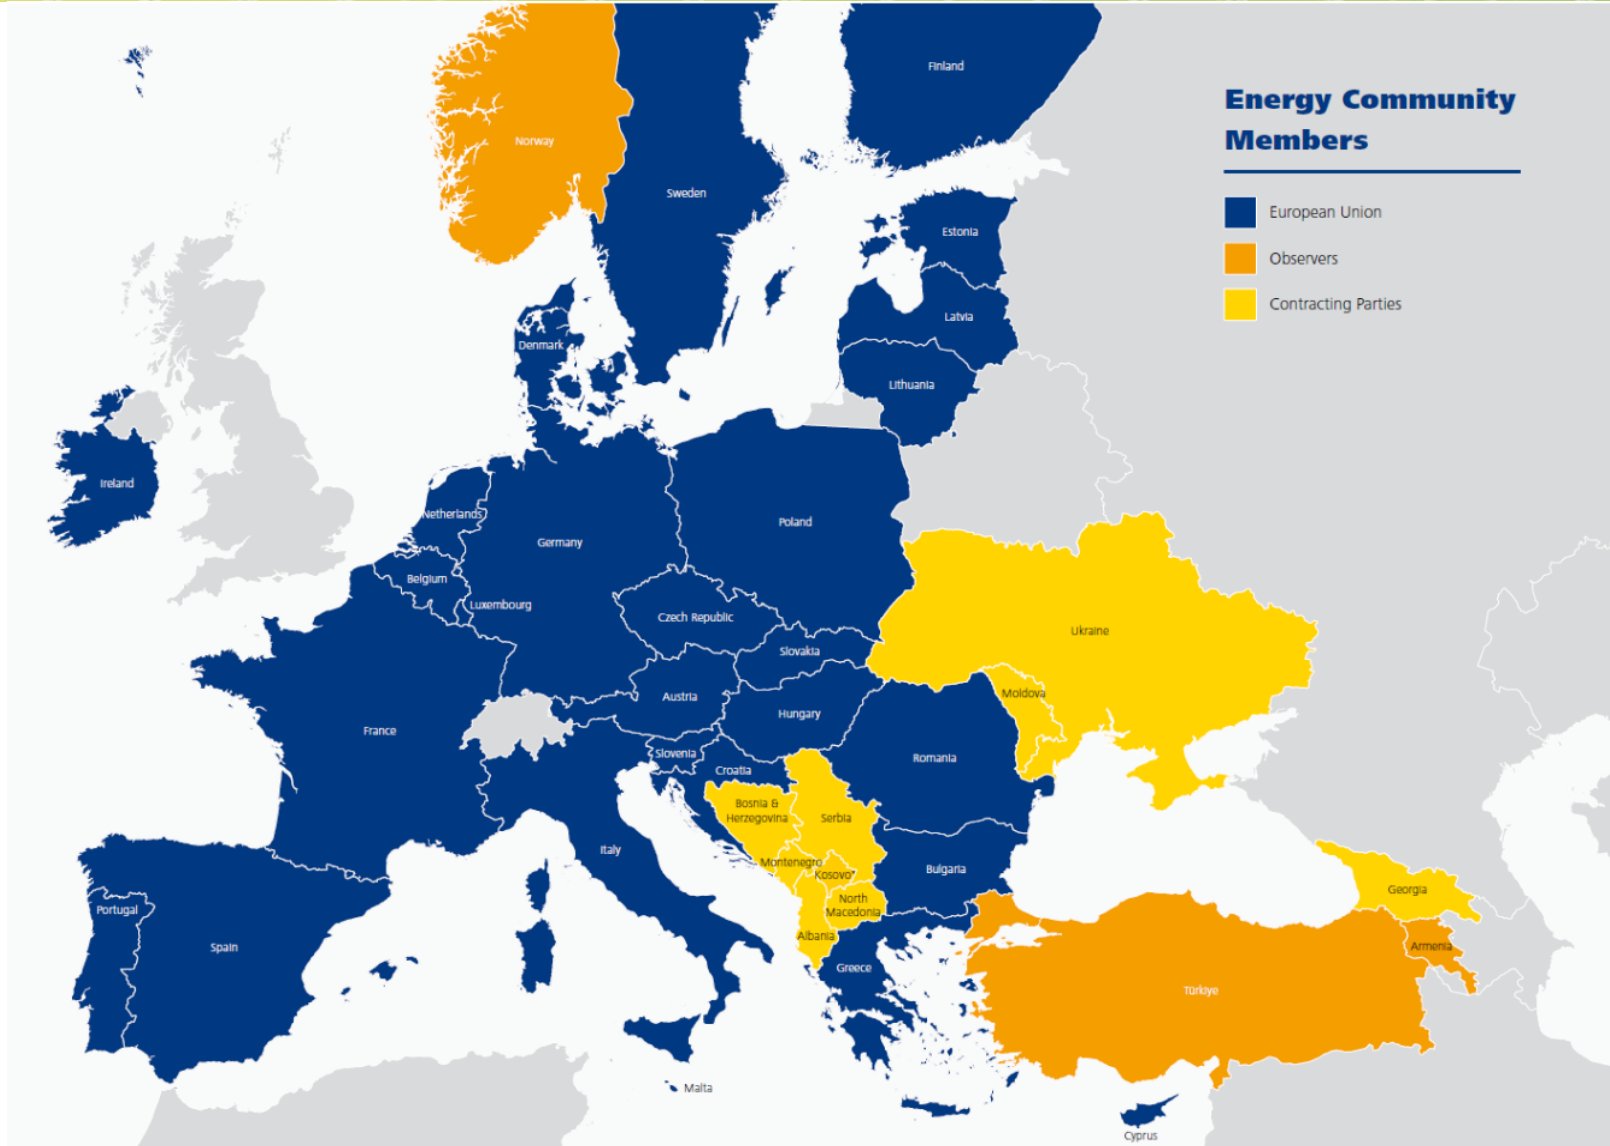 Energy Community
Members
European Union
Observers
Contracting Parties
Finland
Norway
Sweden
Estonia
Latvia
Denmark
Lithuania
Ireland
Netherlands
Poland
Germany
Belgium
Luxembourg
Czech Republic
Ukraine
Slovakia
Austria
Moldova
Hungary
France
Slovenia
Romania
Croatia
Bosnia &
Herzegovina
Serbia
Italy
Montenegro
Kosovo*
Bulgaria
Georgia
North
Macedonia
Portugal
Albania
Spain
Armenia
Greece
Türkiye
Malta
Cyprus